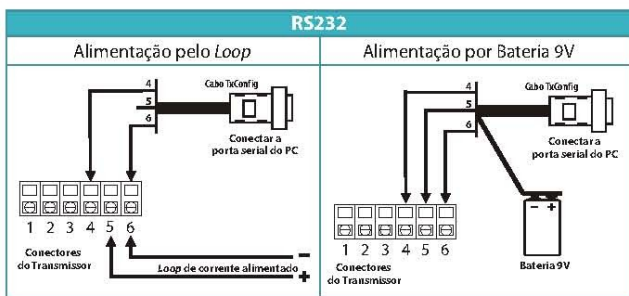 RS232
Alimentação pelo Loop
Alimentação por Bateria 9V
4
5
6
Cabo TxConfig
Conectar a
porta serial do PC
1 2 3 4 5 6
Conectores
do Transmissor
Loop de corrente alimentado
–
+
4
5
6
Cabo TxConfig
Conectar a
porta serial do PC
1 2 3 4 5 6
Conectores
do Transmissor
– +
Bateria 9V